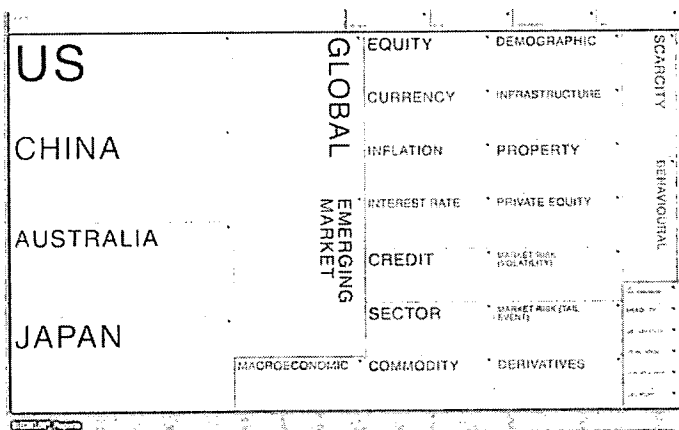 US
CHINA
AUSTRALIA
JAPAN
GLOBAL
EMERGING
MARKET
MACROECONOMIC
EQUITY
CURRENCY
INFLATION
INTEREST RATE
CREDIT
SECTOR
COMMODITY
DEMOGRAPHIC
INFRASTRUCTURE
PROPERTY
PRIVATE EQUITY
MARKET RISK
(VOLATILITY)
MARKET RISK (TAIL
EVENT)
DERIVATIVES
SCARCITY
BEHAVIOURAL